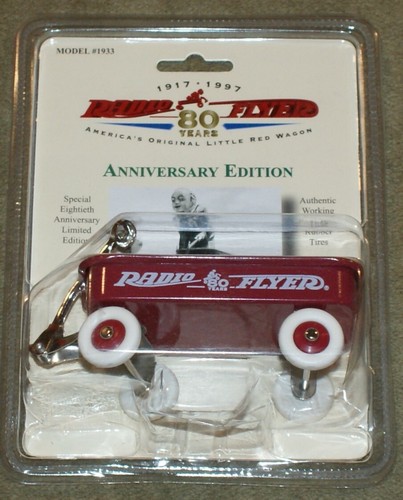 MODEL #1933
1917 • 1997
RADIO FLYER
80
YEARS
AMERICA'S ORIGINAL LITTLE RED WAGON
ANNIVERSARY EDITION
Special
Eightieth
Anniversary
Limited
Edition
Authentic
Working
Rubber
Tires
RADIO 80 YEARS FLYER®